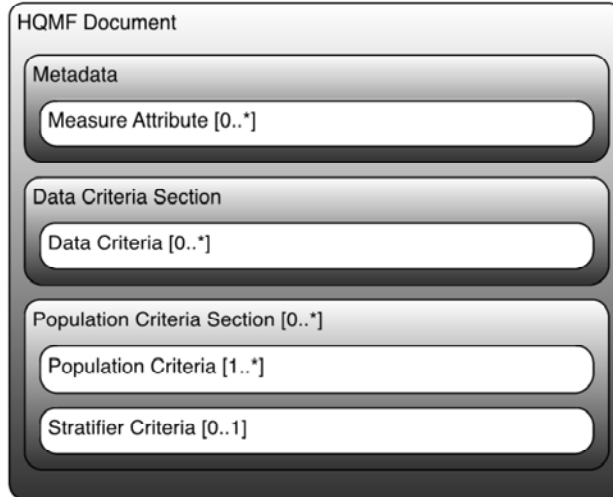 HQMF Document
Metadata
Measure Attribute [0..*]
Data Criteria Section
Data Criteria [0..*]
Population Criteria Section [0..*]
Population Criteria [1..*]
Stratifier Criteria [0..1]